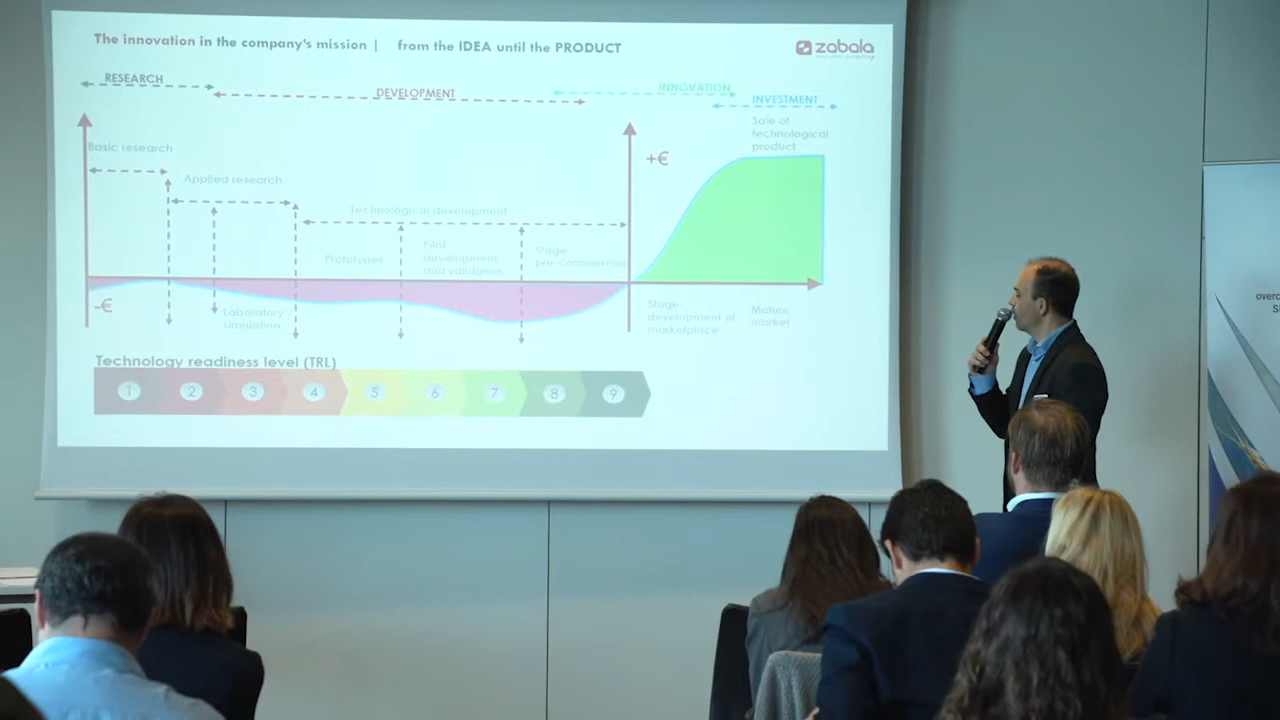 The innovation in the company's mission | from the IDEA until the PRODUCT
zabala
RESEARCH
DEVELOPMENT
INNOVATION
INVESTMENT
Sale of
technological
product
Basic research
+€
Applied research
Technological development
Prototypes
Pilot
development
and validation
Stage
pre-commercial
-€
Laboratory /
simulation
Stage
development of
marketplace
Mature
market
Technology readiness level (TRL)
1 2 3 4 5 6 7 8 9